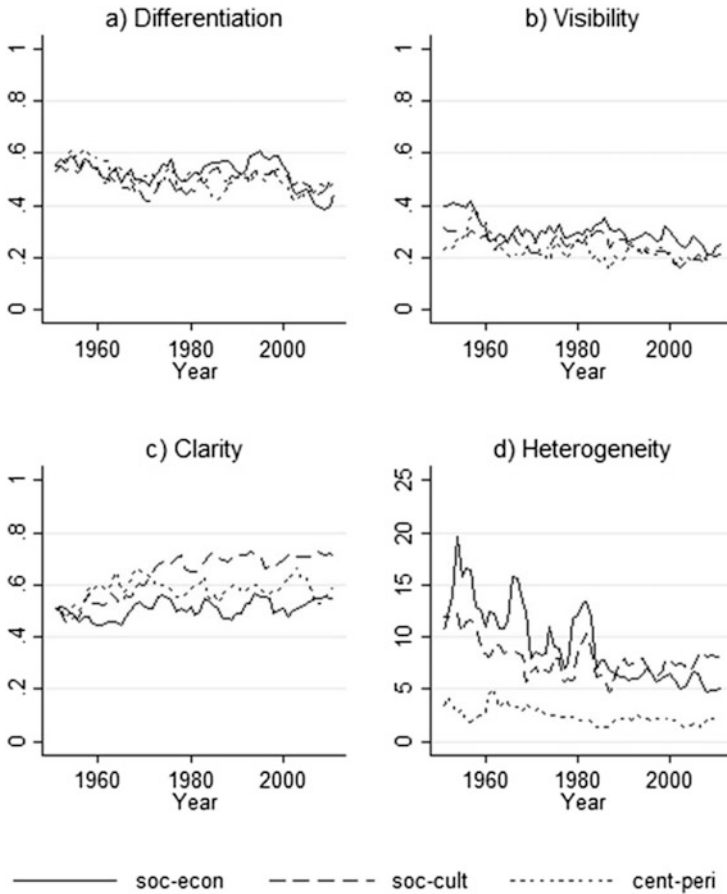 a) Differentiation
1
.8
.6
.4
.2
0
1960 1980 2000
Year
b) Visibility
1
.8
.6
.4
.2
0
1960 1980 2000
Year
c) Clarity
1
.8
.6
.4
.2
0
1960 1980 2000
Year
d) Heterogeneity
25
20
15
10
5
0
1960 1980 2000
Year
soc-econ soc-cult cent-peri